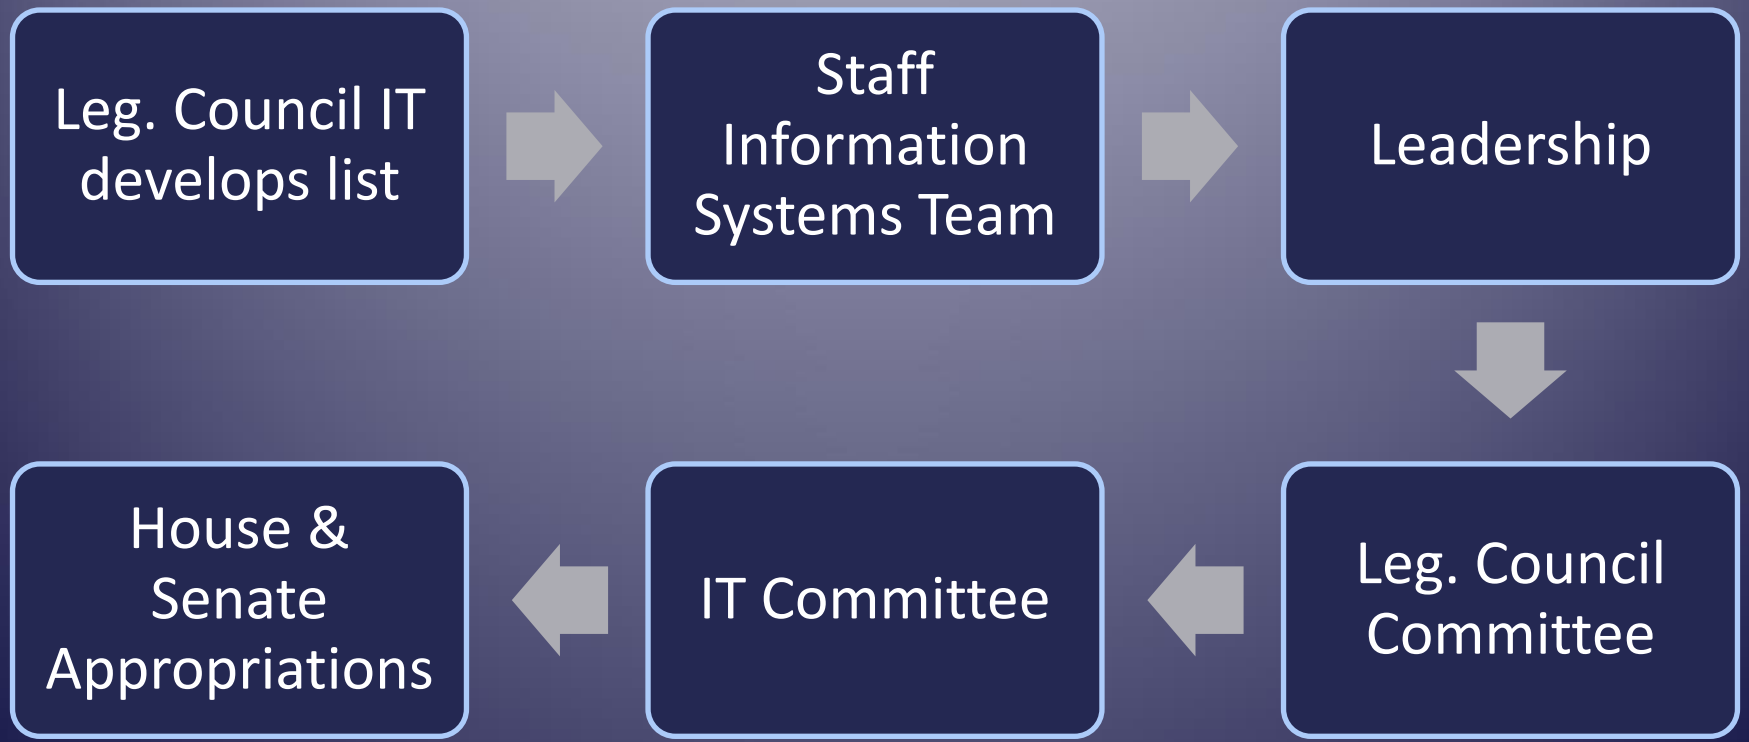 Leg. Council IT
develops list
Staff
Information
Systems Team
Leadership
Leg. Council
Committee
IT Committee
House &
Senate
Appropriations